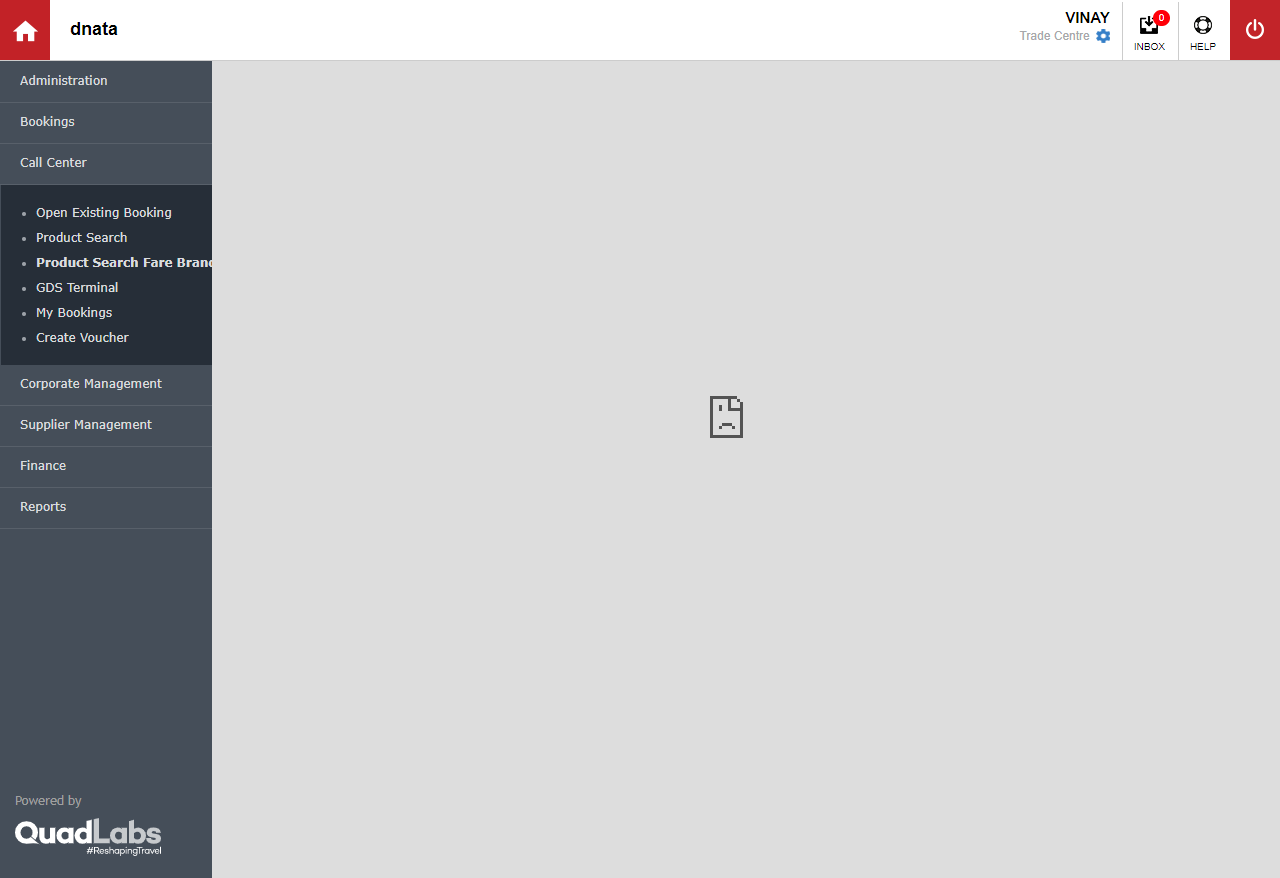 dnata
VINAY
Trade Centre
0
INBOX
HELP
Administration
Bookings
Call Center
Open Existing Booking
Product Search
Product Search Fare Brand
GDS Terminal
My Bookings
Create Voucher
Corporate Management
Supplier Management
Finance
Reports
Powered by
QuadLabs
#ReshapingTravel